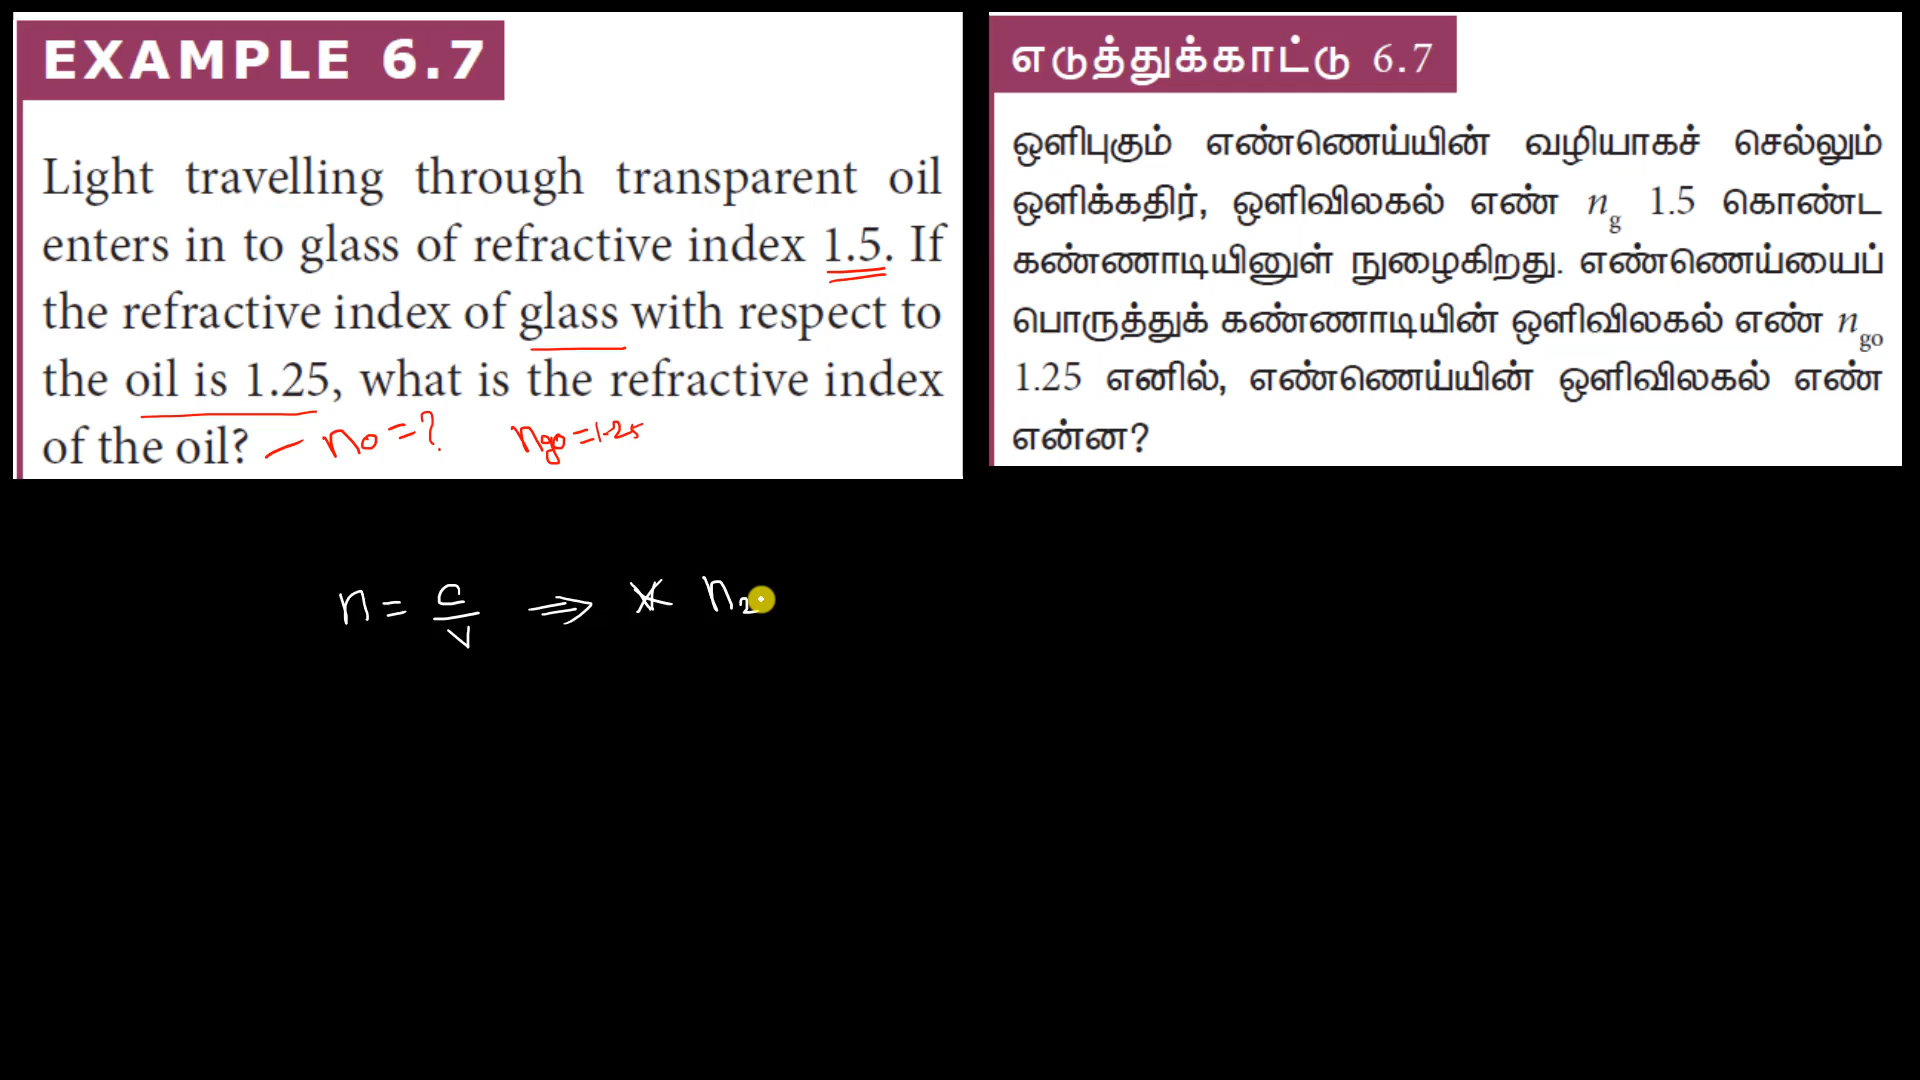 EXAMPLE 6.7
Light travelling through transparent oil
enters in to glass of refractive index 1.5. If
the refractive index of glass with respect to
the oil is 1.25, what is the refractive index
of the oil? — no = ? ngo = 1.25
எடுத்துக்காட்டு 6.7
ஒளிபுகும் எண்ணெய்யின் வழியாகச் செல்லும்
ஒளிக்கதிர், ஒளிவிலகல் எண் ng 1.5 கொண்ட
கண்ணாடியினுள் நுழைகிறது. எண்ணெய்யைப்
பொருத்துக் கண்ணாடியின் ஒளிவிலகல் எண் ngo
1.25 எனில், எண்ணெய்யின் ஒளிவிலகல் எண்
என்ன?
n = c/v ⇒ * n2